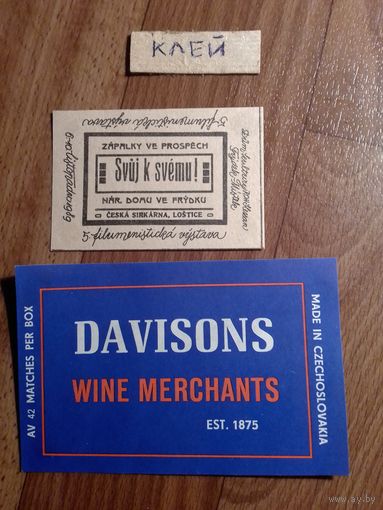 КЛЕЙ
5. filumenistická výstava
ZÁPALKY VE PROSPĚCH
Svůj k svému!
NÁR. DOMU VE FRÝDKU
ČESKÁ SIRKÁRNA, LOŠTICE
5. filumenistická výstava
DAVISONS
WINE MERCHANTS
EST. 1875
AV 42 MATCHES PER BOX
MADE IN CZECHOSLOVAKIA
www.ay.by